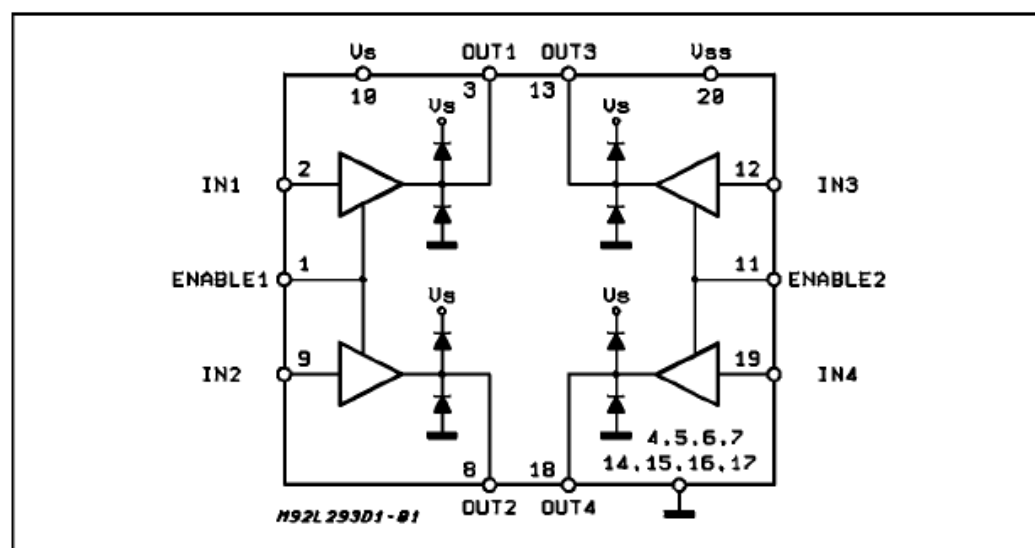 Vs OUT1 OUT3 Vss
10 3 13 20
Vs Vs
IN1 2 12 IN3
ENABLE1 1 11 ENABLE2
Vs Vs
IN2 9 19 IN4
4,5,6,7
8 18 14,15,16,17
OUT2 OUT4
M92L293D1-01